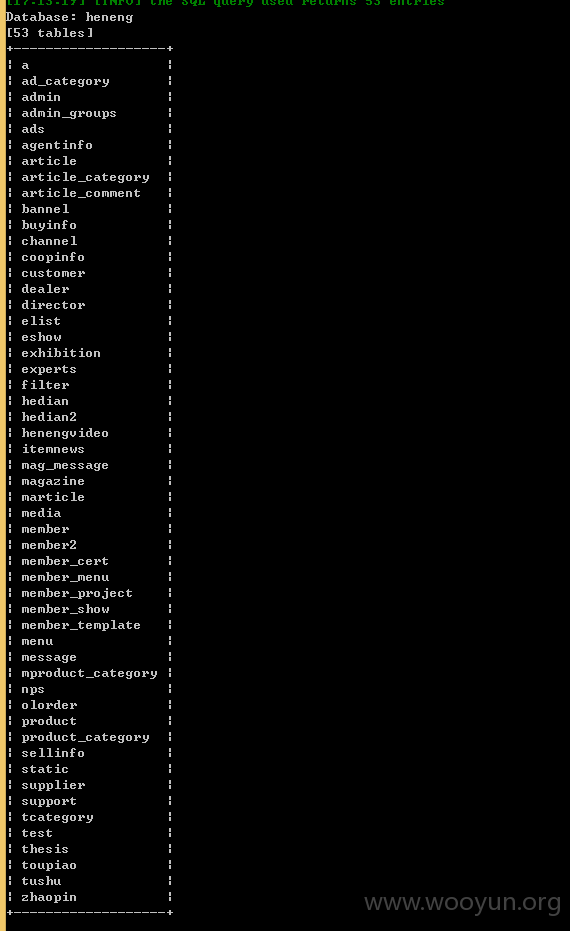 [17:13:19] [INFO] the SQL query used returns 53 entries
Database: heneng
[53 tables]
+--------------------+
| a |
| ad_category |
| admin |
| admin_groups |
| ads |
| agentinfo |
| article |
| article_category |
| article_comment |
| bannel |
| buyinfo |
| channel |
| coopinfo |
| customer |
| dealer |
| director |
| elist |
| eshow |
| exhibition |
| experts |
| filter |
| hedian |
| hedian2 |
| henengvideo |
| itemnews |
| mag_message |
| magazine |
| marticle |
| media |
| member |
| member2 |
| member_cert |
| member_menu |
| member_project |
| member_show |
| member_template |
| menu |
| message |
| mproduct_category |
| nps |
| olorder |
| product |
| product_category |
| sellinfo |
| static |
| supplier |
| support |
| tcategory |
| test |
| thesis |
| toupiao |
| tushu |
| zhaopin |
+--------------------+
www.wooyun.org